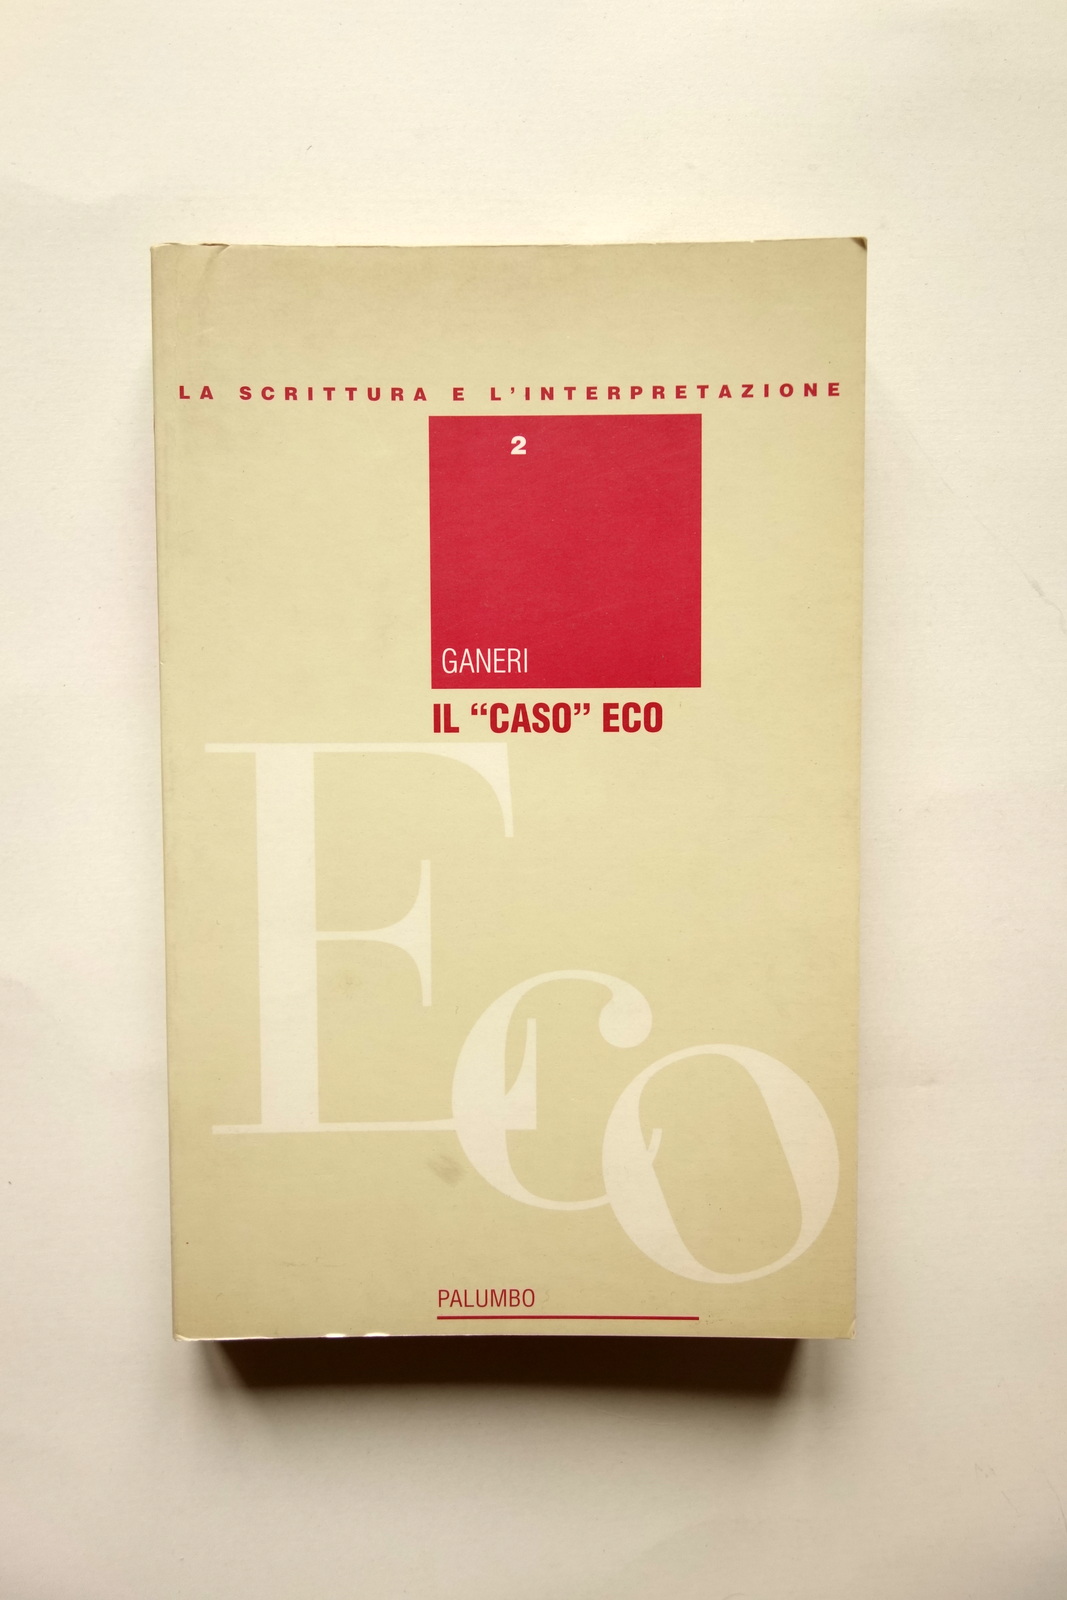 LA SCRITTURA E L'INTERPRETAZIONE
2
GANERI
IL “CASO” ECO
Eco
PALUMBO